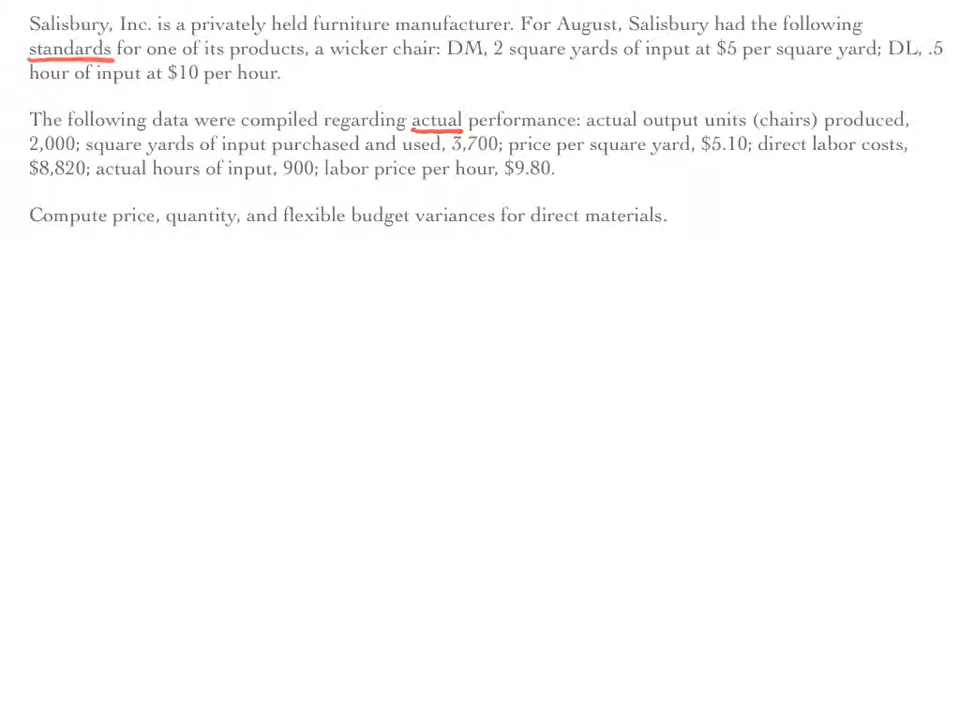 Salisbury, Inc. is a privately held furniture manufacturer. For August, Salisbury had the following
standards for one of its products, a wicker chair: DM, 2 square yards of input at $5 per square yard; DL, .5
hour of input at $10 per hour.
The following data were compiled regarding actual performance: actual output units (chairs) produced,
2,000; square yards of input purchased and used, 3,700; price per square yard, $5.10; direct labor costs,
$8,820; actual hours of input, 900; labor price per hour, $9.80.
Compute price, quantity, and flexible budget variances for direct materials.